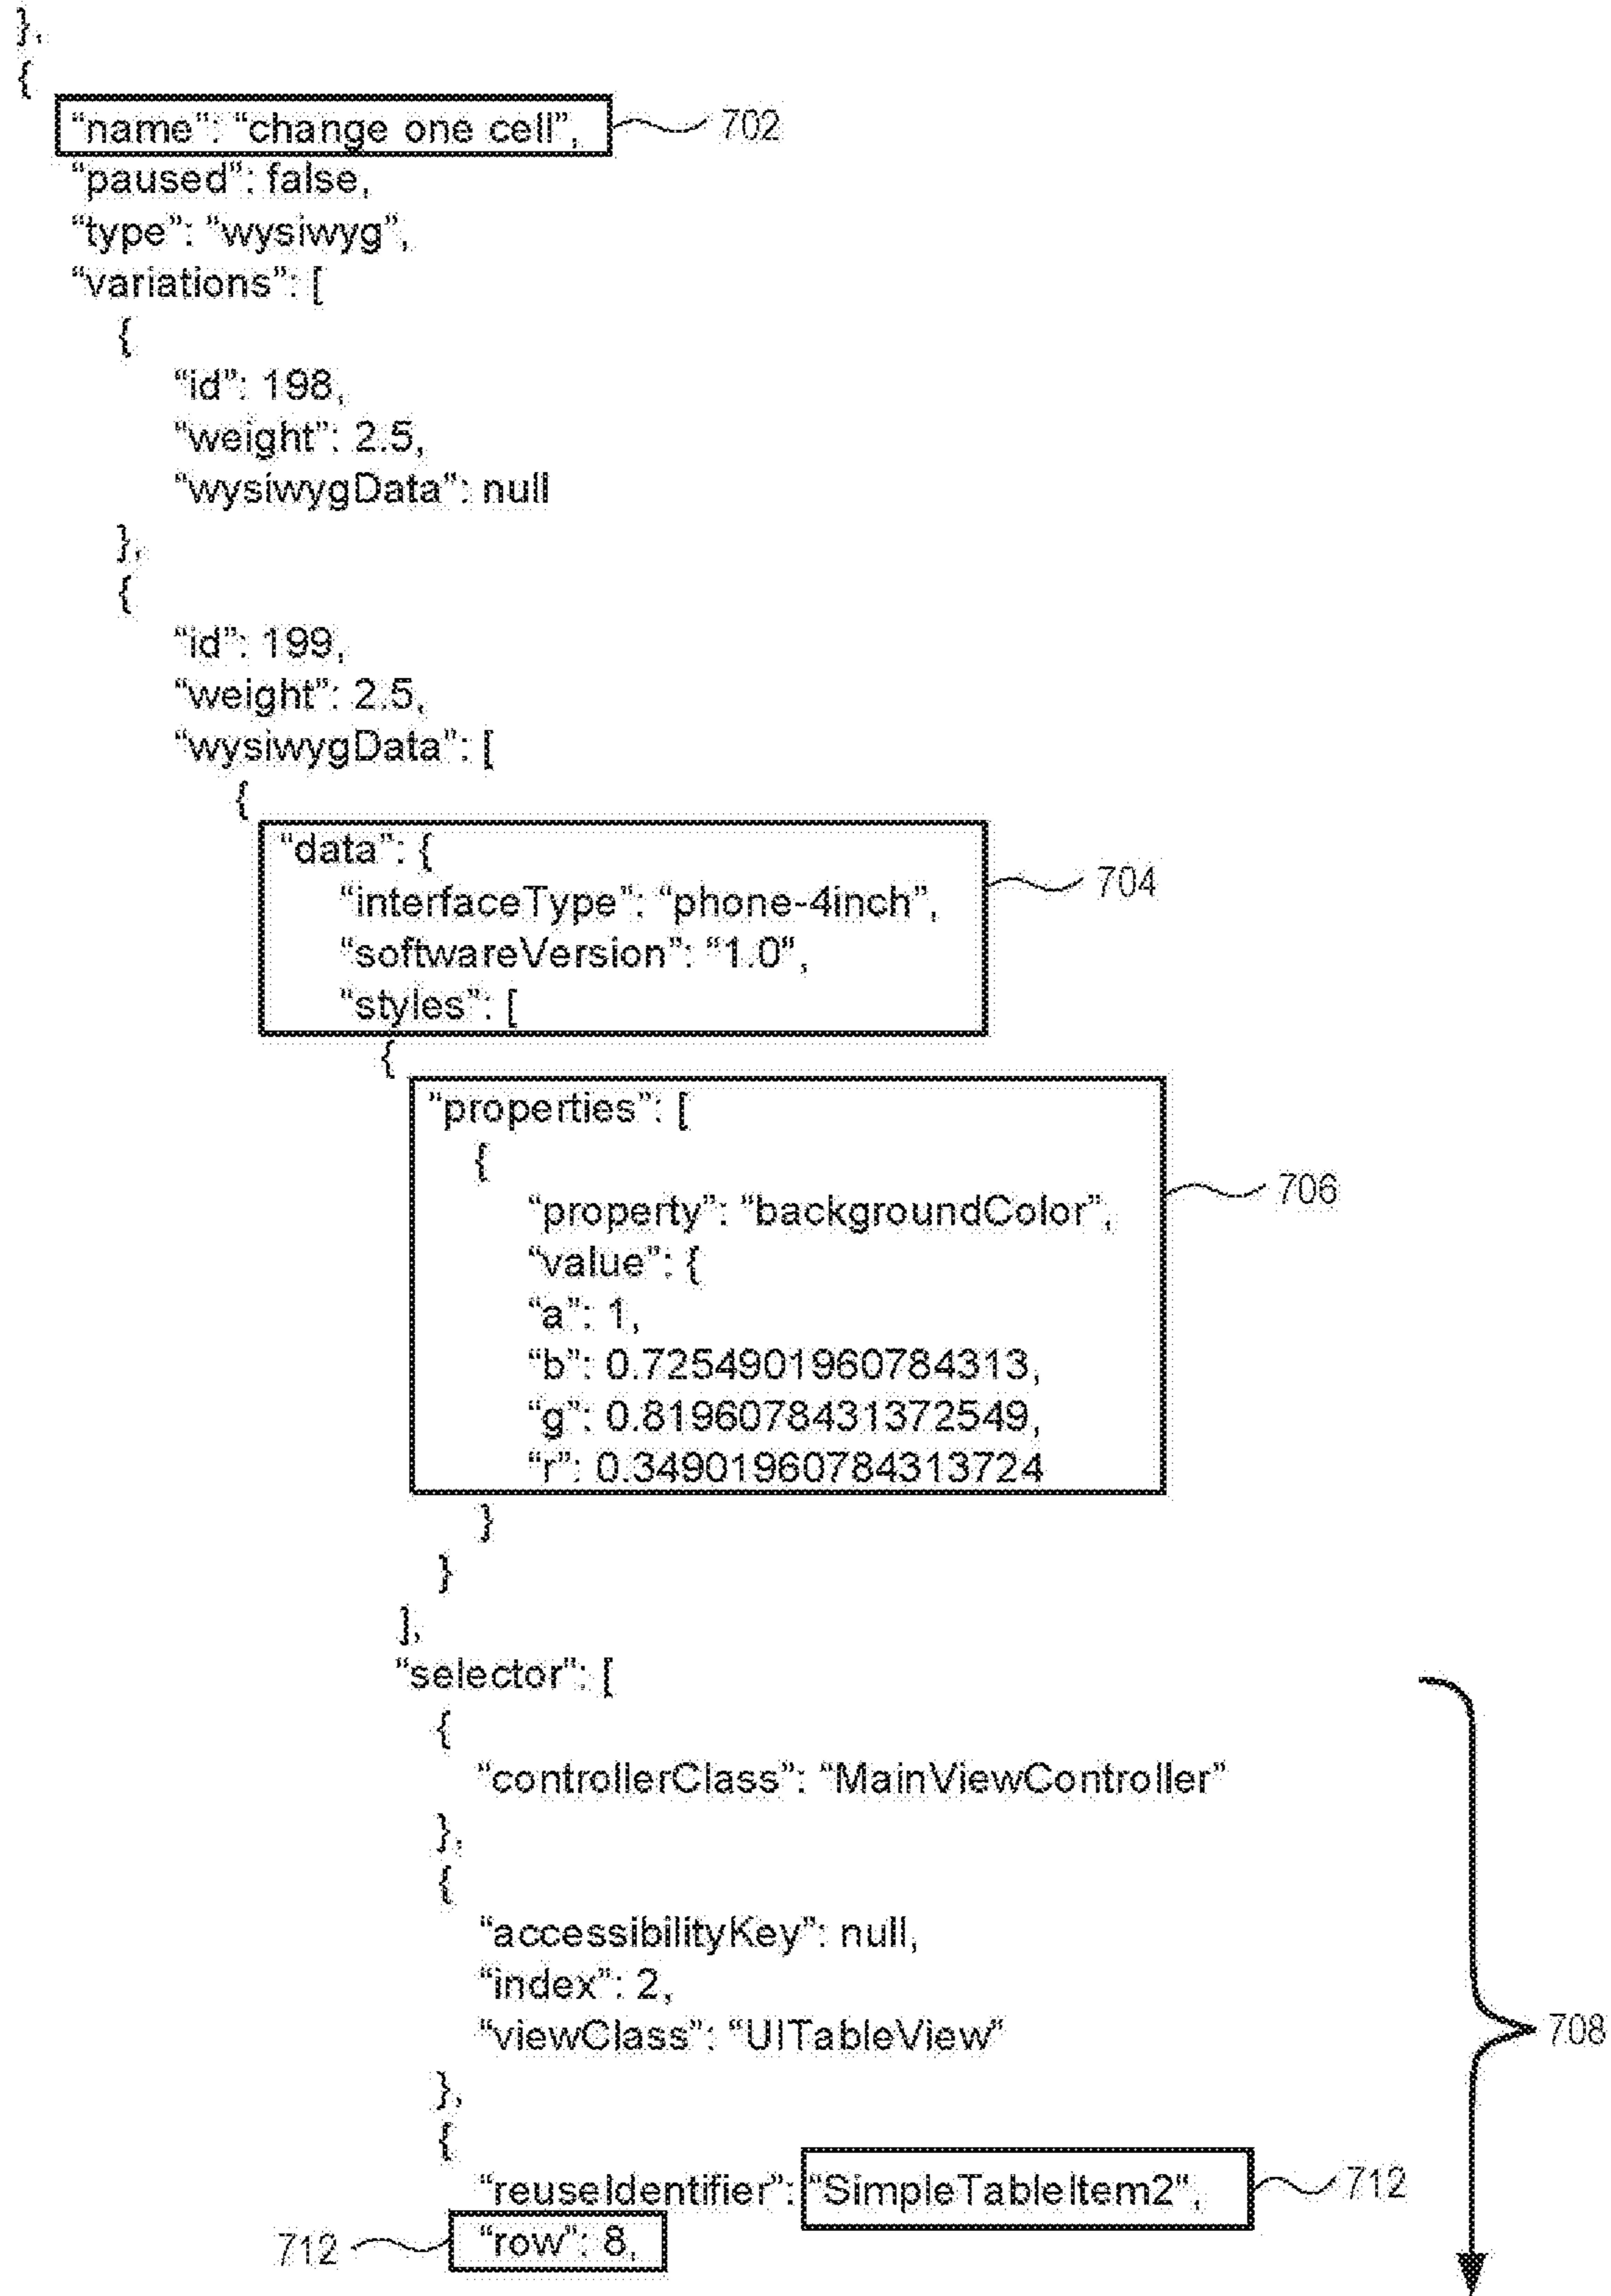 },
{
“name”: “change one cell”, 702
“paused”: false,
“type”: “wysiwyg”,
“variations”: [
{
“id”: 198,
“weight”: 2.5,
“wysiwygData”: null
},
{
“id”: 199,
“weight”: 2.5,
“wysiwygData”: [
{
“data”: {
“interfaceType”: “phone-4inch”, 704
“softwareVersion”: “1.0”,
“styles”: [
{
“properties”: [
{
“property”: “backgroundColor”, 706
“value”: {
“a”: 1,
“b”: 0.7254901960784313,
“g”: 0.8196078431372549,
“r”: 0.349019607843137​24
}
}
],
“selector”: [
{
“controllerClass”: “MainViewController”
},
{
“accessibilityKey”: null,
“index”: 2,
“viewClass”: “UITableView” 708
},
{
“reuseIdentifier”: “SimpleTableItem2”, 712
712 “row”: 8,